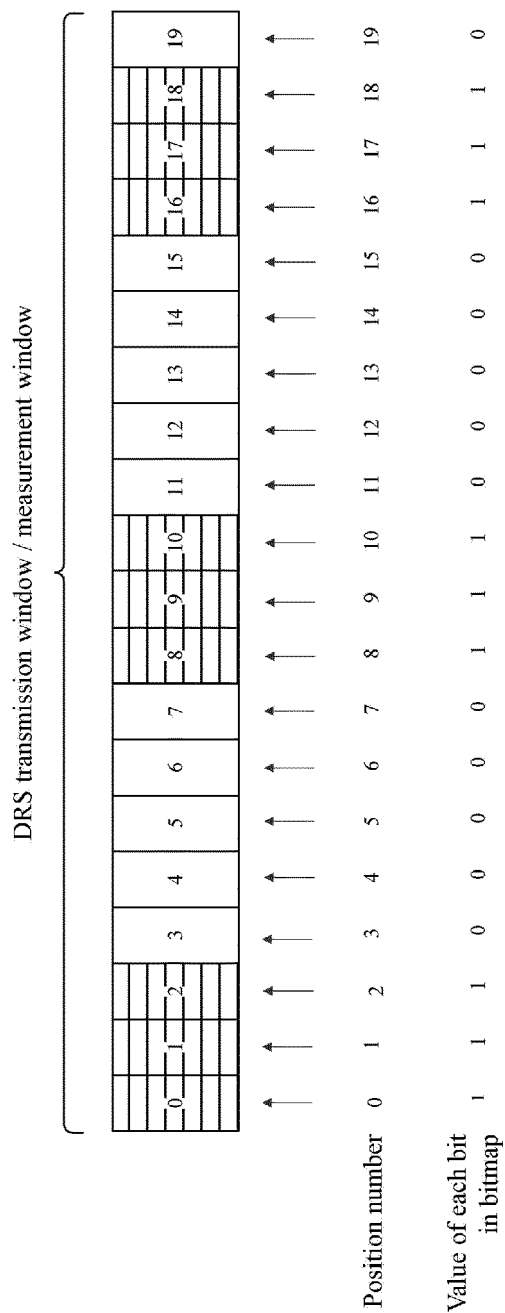 DRS transmission window / measurement window
0 1 2 3 4 5 6 7 8 9 10 11 12 13 14 15 16 17 18 19
Position number 0 1 2 3 4 5 6 7 8 9 10 11 12 13 14 15 16 17 18 19
Value of each bit
in bitmap
1 1 1 0 0 0 0 0 1 1 1 0 0 0 0 0 1 1 1 0